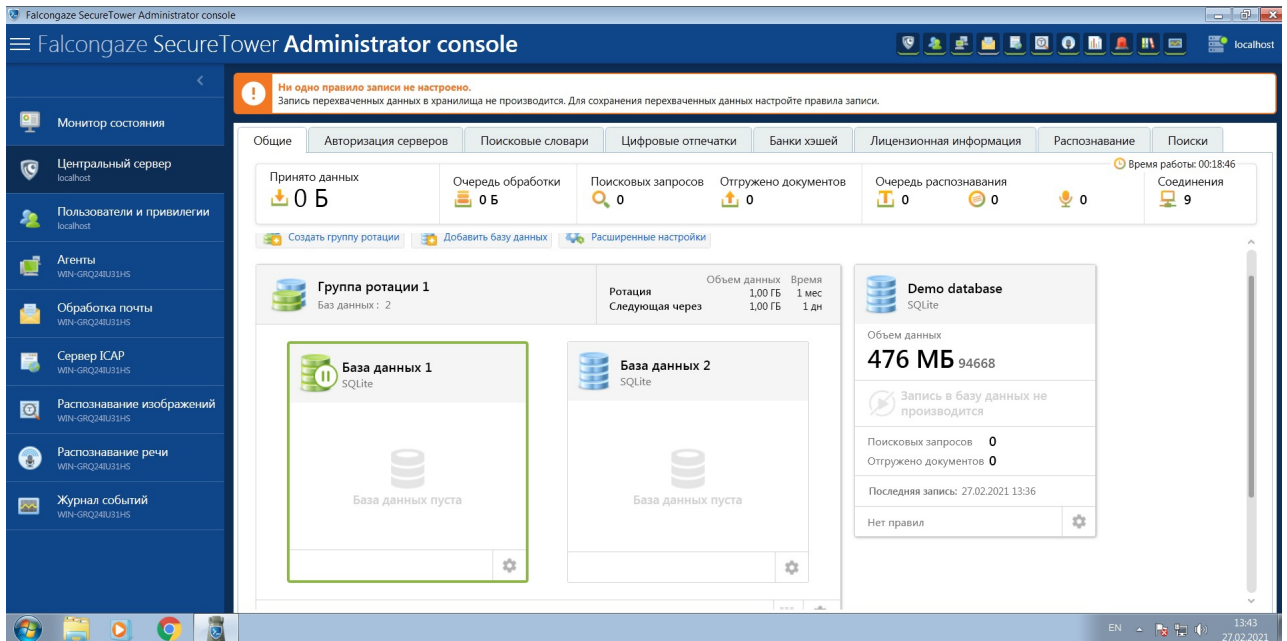 Falcongaze SecureTower Administrator console
Falcongaze SecureTower Administrator console
localhost
Ни одно правило записи не настроено.
Запись перехваченных данных в хранилища не производится. Для сохранения перехваченных данных настройте правила записи.
Монитор состояния
Центральный сервер
localhost
Пользователи и привилегии
localhost
Агенты
WIN-GRQ24IU31HS
Обработка почты
WIN-GRQ24IU31HS
Сервер ICAP
WIN-GRQ24IU31HS
Распознавание изображений
WIN-GRQ24IU31HS
Распознавание речи
WIN-GRQ24IU31HS
Журнал событий
WIN-GRQ24IU31HS
Общие Авторизация серверов Поисковые словари Цифровые отпечатки Банки хэшей Лицензионная информация Распознавание Поиски
Время работы: 00:18:46
Принято данных Очередь обработки Поисковых запросов Отгружено документов Очередь распознавания Соединения
0 Б 0 Б 0 0 0 0 0 9
Создать группу ротации Добавить базу данных Расширенные настройки
Группа ротации 1
Баз данных: 2
Объем данных Время
Ротация 1,00 ГБ 1 мес
Следующая через 1,00 ГБ 1 дн
База данных 1
SQLite
База данных пуста
База данных 2
SQLite
База данных пуста
Demo database
SQLite
Объем данных
476 МБ 94668
Запись в базу данных не
производится
Поисковых запросов 0
Отгружено документов 0
Последняя запись: 27.02.2021 13:36
Нет правил
EN
13:43
27.02.2021